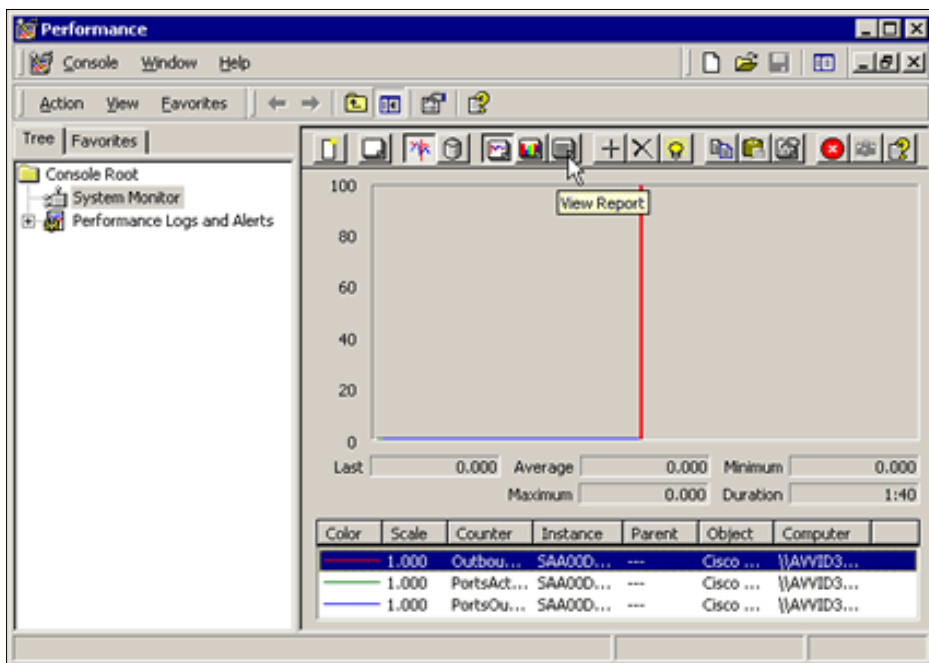 Performance
Console Window Help
Action View Favorites
Tree Favorites
Console Root
System Monitor
Performance Logs and Alerts
View Report
100
80
60
40
20
0
Last 0.000 Average 0.000 Minimum 0.000
Maximum 0.000 Duration 1:40
Color Scale Counter Instance Parent Object Computer
1.000 Outbou... SAA00D... --- Cisco ... \\AVVID3...
1.000 PortsAct... SAA00D... --- Cisco ... \\AVVID3...
1.000 PortsOu... SAA00D... --- Cisco ... \\AVVID3...